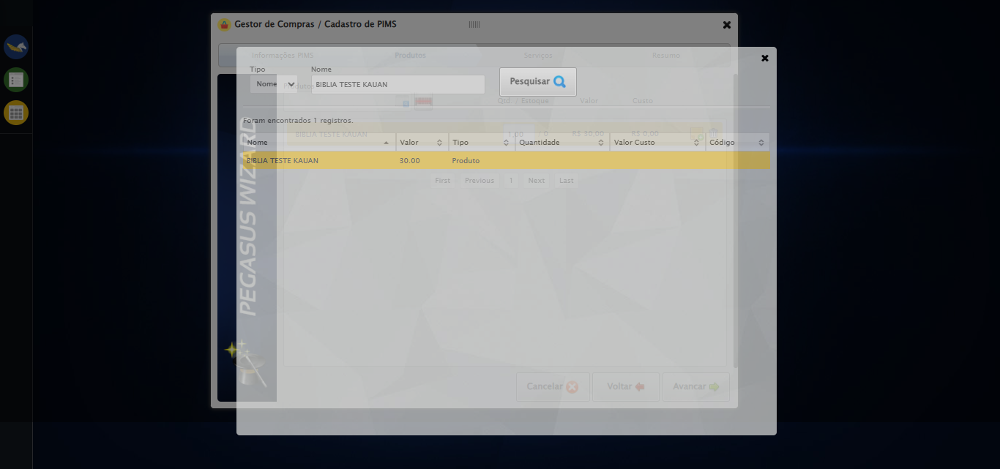 Gestor de Compras / Cadastro de PIMS
Informações PIMS Produtos Serviços Resumo
Tipo Nome
Nome BIBLIA TESTE KAUAN Pesquisar
Produtos
Qtd. / Estoque Valor Custo
Foram encontrados 1 registros.
BIBLIA TESTE KAUAN 1,00 / 0 R$ 30,00 R$ 0,00
Nome Valor Tipo Quantidade Valor Custo Código
BIBLIA TESTE KAUAN 30.00 Produto
First Previous 1 Next Last
PEGASUS WIZARD
Cancelar Voltar Avancar